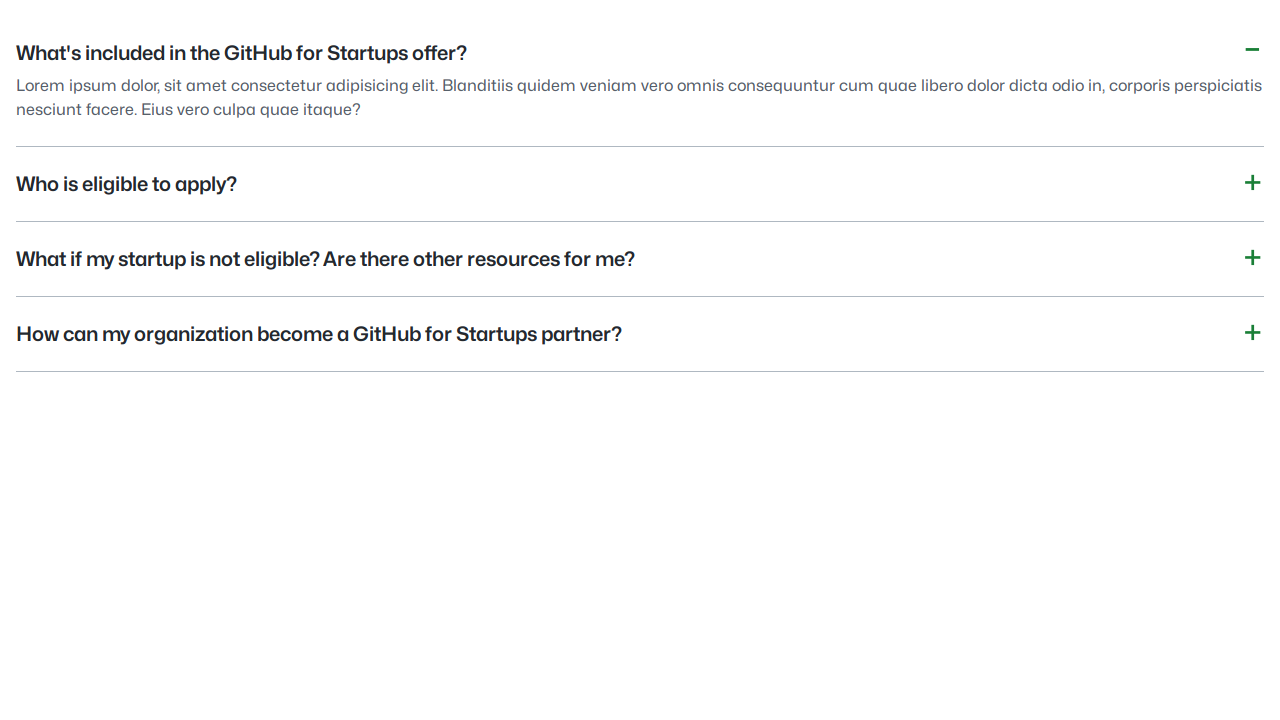 What's included in the GitHub for Startups offer?
Lorem ipsum dolor, sit amet consectetur adipisicing elit. Blanditiis quidem veniam vero omnis consequuntur cum quae libero dolor dicta odio in, corporis perspiciatis
nesciunt facere. Eius vero culpa quae itaque?
Who is eligible to apply?
What if my startup is not eligible? Are there other resources for me?
How can my organization become a GitHub for Startups partner?